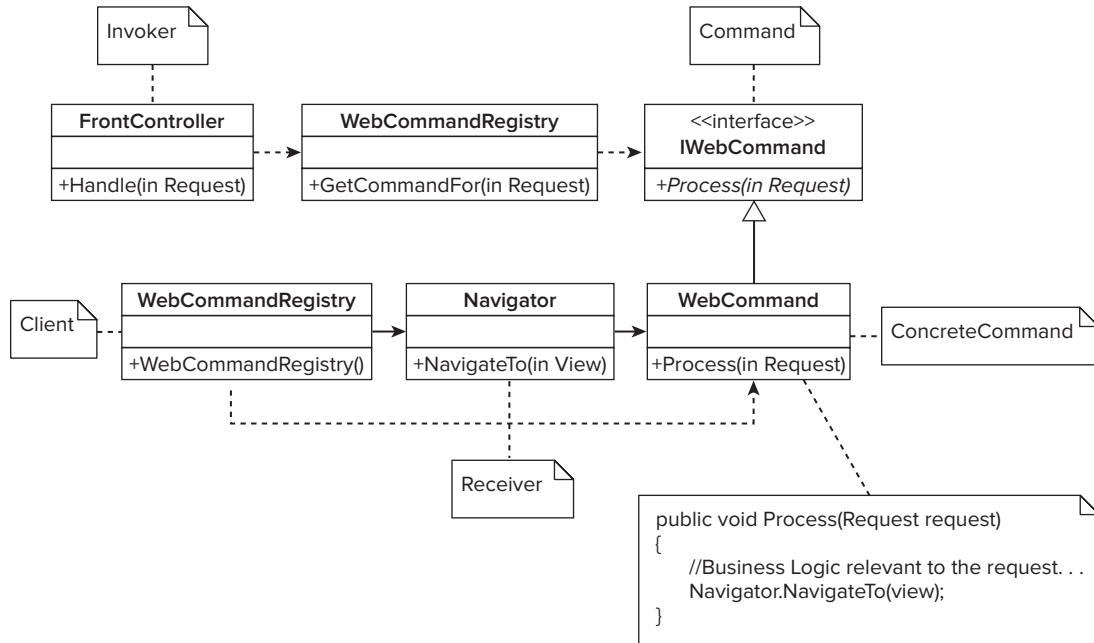 Invoker
Command
FrontController
+Handle(in Request)
WebCommandRegistry
+GetCommandFor(in Request)
<<interface>>
IWebCommand
+Process(in Request)
Client
WebCommandRegistry
+WebCommandRegistry()
Navigator
+NavigateTo(in View)
WebCommand
+Process(in Request)
ConcreteCommand
Receiver
public void Process(Request request)
{
//Business Logic relevant to the request. . .
Navigator.NavigateTo(view);
}